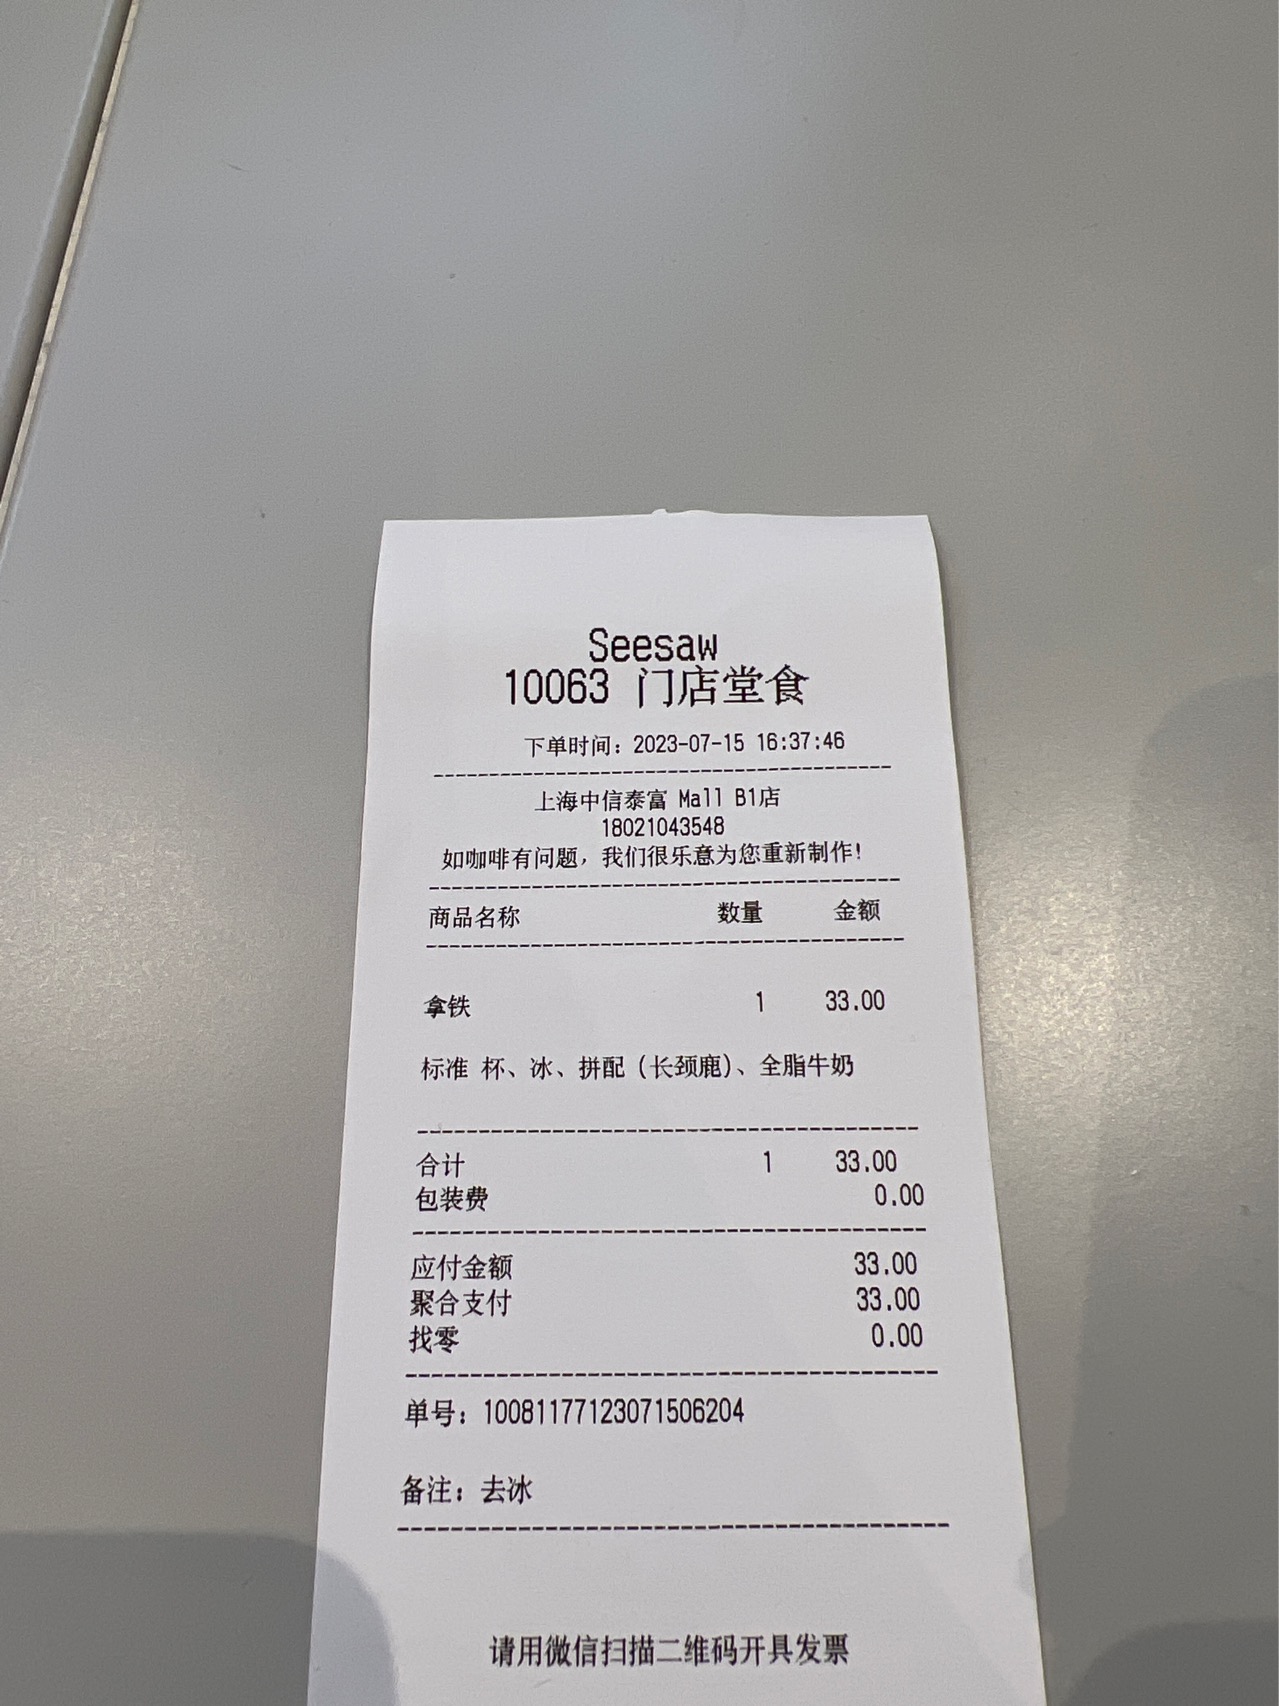 Seesaw
10063 门店堂食
下单时间：2023-07-15 16:37:46
上海中信泰富 Mall B1店
18021043548
如咖啡有问题，我们很乐意为您重新制作！
商品名称 数量 金额
拿铁 1 33.00
标准 杯、冰、拼配（长颈鹿）、全脂牛奶
合计 1 33.00
包装费 0.00
应付金额 33.00
聚合支付 33.00
找零 0.00
单号：10081177123071506204
备注：去冰
请用微信扫描二维码开具发票